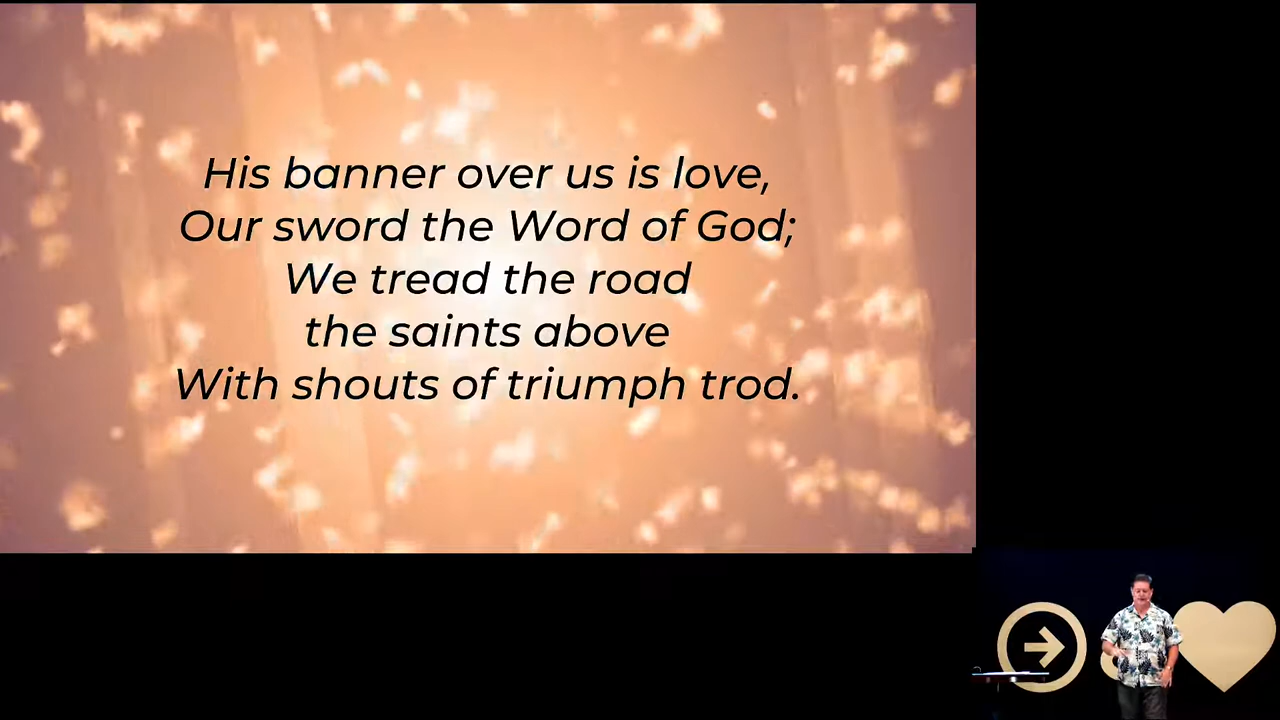 His banner over us is love,
Our sword the Word of God;
We tread the road
the saints above
With shouts of triumph trod.